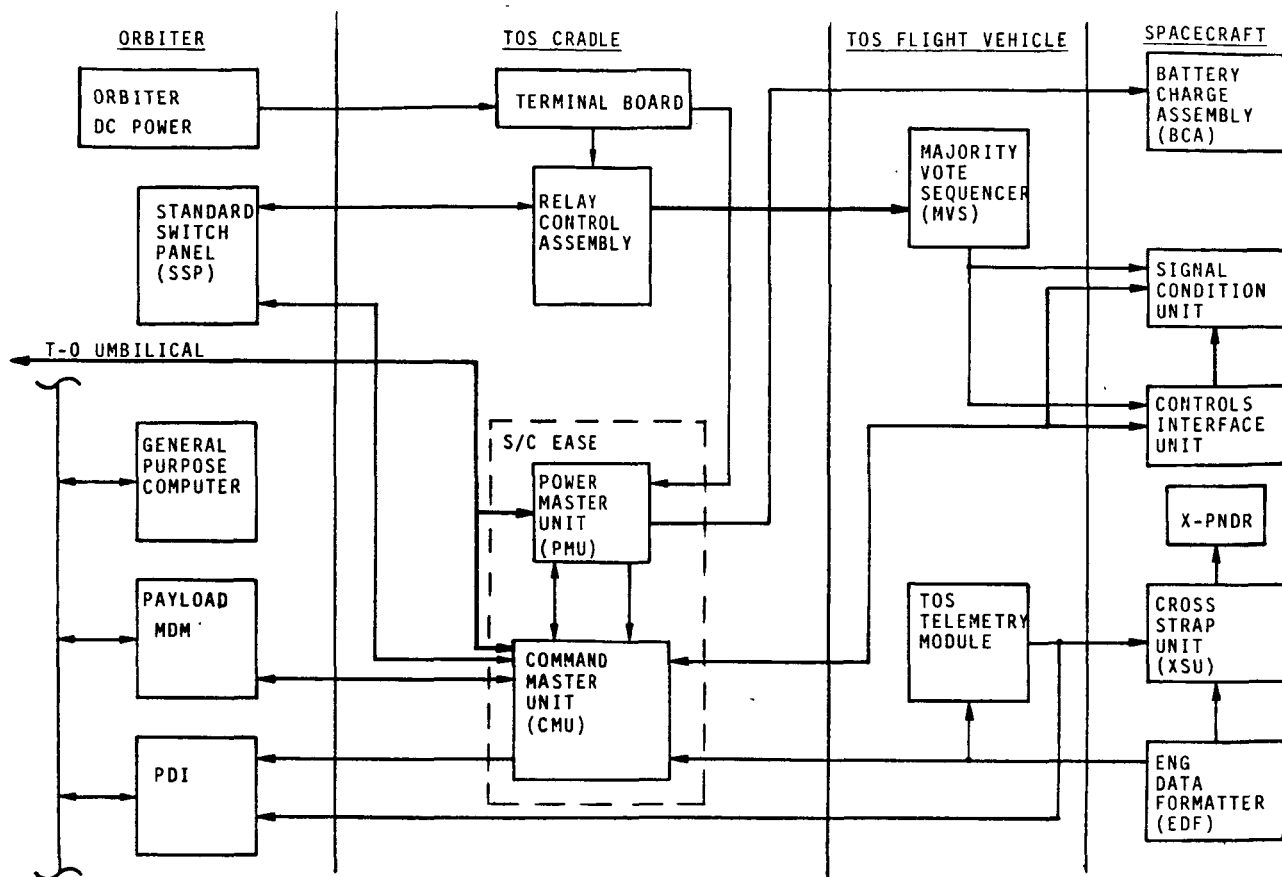 ORBITER
TOS CRADLE
TOS FLIGHT VEHICLE
SPACECRAFT
ORBITER
DC POWER
TERMINAL BOARD
BATTERY
CHARGE
ASSEMBLY
(BCA)
STANDARD
SWITCH
PANEL
(SSP)
RELAY
CONTROL
ASSEMBLY
MAJORITY
VOTE
SEQUENCER
(MVS)
SIGNAL
CONDITION
UNIT
T-O UMBILICAL
CONTROLS
INTERFACE
UNIT
GENERAL
PURPOSE
COMPUTER
S/C EASE
POWER
MASTER
UNIT
(PMU)
X-PNDR
PAYLOAD
MDM
COMMAND
MASTER
UNIT
(CMU)
TOS
TELEMETRY
MODULE
CROSS
STRAP
UNIT
(XSU)
PDI
ENG
DATA
FORMATTER
(EDF)